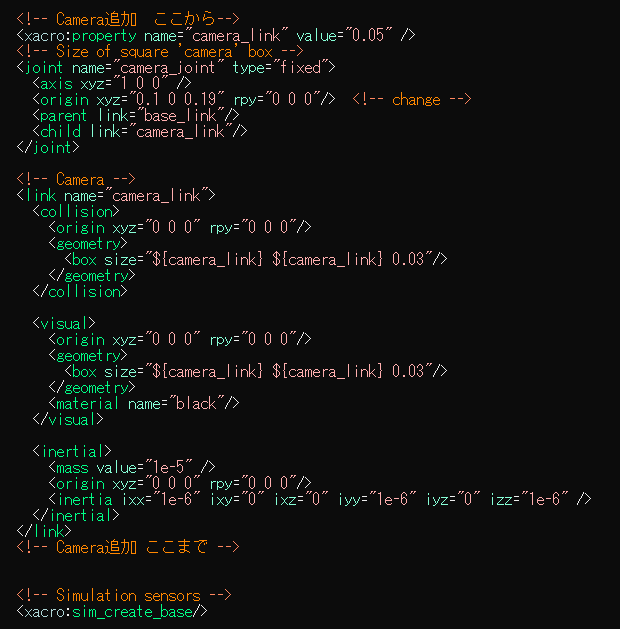 <!-- Camera追加　ここから-->
<xacro:property name="camera_link" value="0.05" />
<!-- Size of square 'camera' box -->
<joint name="camera_joint" type="fixed">
  <axis xyz="1 0 0" />
  <origin xyz="0.1 0 0.19" rpy="0 0 0"/>  <!-- change -->
  <parent link="base_link"/>
  <child link="camera_link"/>
</joint>

<!-- Camera -->
<link name="camera_link">
  <collision>
    <origin xyz="0 0 0" rpy="0 0 0"/>
    <geometry>
      <box size="${camera_link} ${camera_link} 0.03"/>
    </geometry>
  </collision>

  <visual>
    <origin xyz="0 0 0" rpy="0 0 0"/>
    <geometry>
      <box size="${camera_link} ${camera_link} 0.03"/>
    </geometry>
    <material name="black"/>
  </visual>

  <inertial>
    <mass value="1e-5" />
    <origin xyz="0 0 0" rpy="0 0 0"/>
    <inertia ixx="1e-6" ixy="0" ixz="0" iyy="1e-6" iyz="0" izz="1e-6" />
  </inertial>
</link>
<!-- Camera追加 ここまで -->

<!-- Simulation sensors -->
<xacro:sim_create_base/>